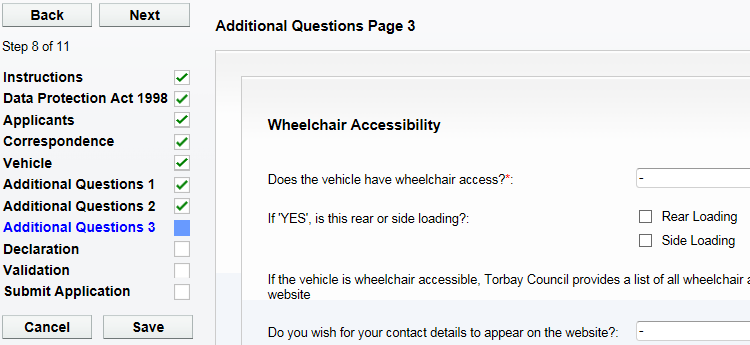 Back
Next
Step 8 of 11
Instructions
Data Protection Act 1998
Applicants
Correspondence
Vehicle
Additional Questions 1
Additional Questions 2
Additional Questions 3
Declaration
Validation
Submit Application
Cancel
Save
Additional Questions Page 3
Wheelchair Accessibility
Does the vehicle have wheelchair access?*:
-
If 'YES', is this rear or side loading?:
Rear Loading
Side Loading
If the vehicle is wheelchair accessible, Torbay Council provides a list of all wheelchair a
website
Do you wish for your contact details to appear on the website?:
-